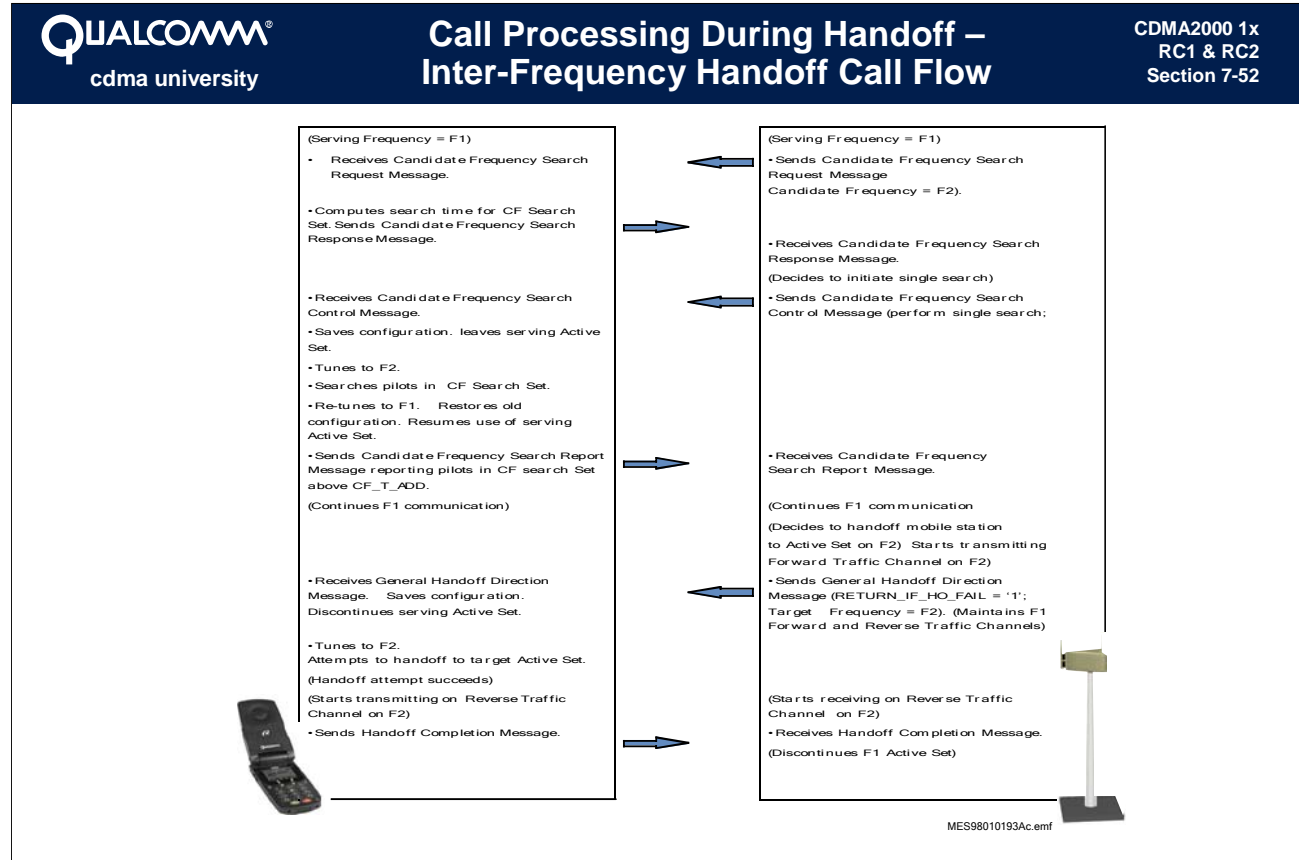 QUALCOMM®
cdma university
Call Processing During Handoff –
Inter-Frequency Handoff Call Flow
CDMA2000 1x
RC1 & RC2
Section 7-52
(Serving Frequency = F1)
• Receives Candidate Frequency Search
Request Message.
•Computes search time for CF Search
Set. Sends Candidate Frequency Search
Response Message.
•Receives Candidate Frequency Search
Control Message.
•Saves configuration. leaves serving Active
Set.
•Tunes to F2.
•Searches pilots in CF Search Set.
•Re-tunes to F1. Restores old
configuration. Resumes use of serving
Active Set.
•Sends Candidate Frequency Search Report
Message reporting pilots in CF search Set
above CF_T_ADD.
(Continues F1 communication)
•Receives General Handoff Direction
Message. Saves configuration.
Discontinues serving Active Set.
•Tunes to F2.
Attempts to handoff to target Active Set.
(Handoff attempt succeeds)
(Starts transmitting on Reverse Traffic
Channel on F2)
•Sends Handoff Completion Message.
(Serving Frequency = F1)
•Sends Candidate Frequency Search
Request Message
Candidate Frequency = F2).
•Receives Candidate Frequency Search
Response Message.
(Decides to initiate single search)
•Sends Candidate Frequency Search
Control Message (perform single search;
•Receives Candidate Frequency
Search Report Message.
(Continues F1 communication
(Decides to handoff mobile station
to Active Set on F2) Starts transmitting
Forward Traffic Channel on F2)
•Sends General Handoff Direction
Message (RETURN_IF_HO_FAIL = ‘1’;
Target Frequency = F2). (Maintains F1
Forward and Reverse Traffic Channels)
(Starts receiving on Reverse Traffic
Channel on F2)
•Receives Handoff Completion Message.
(Discontinues F1 Active Set)
MES98010193Ac.emf